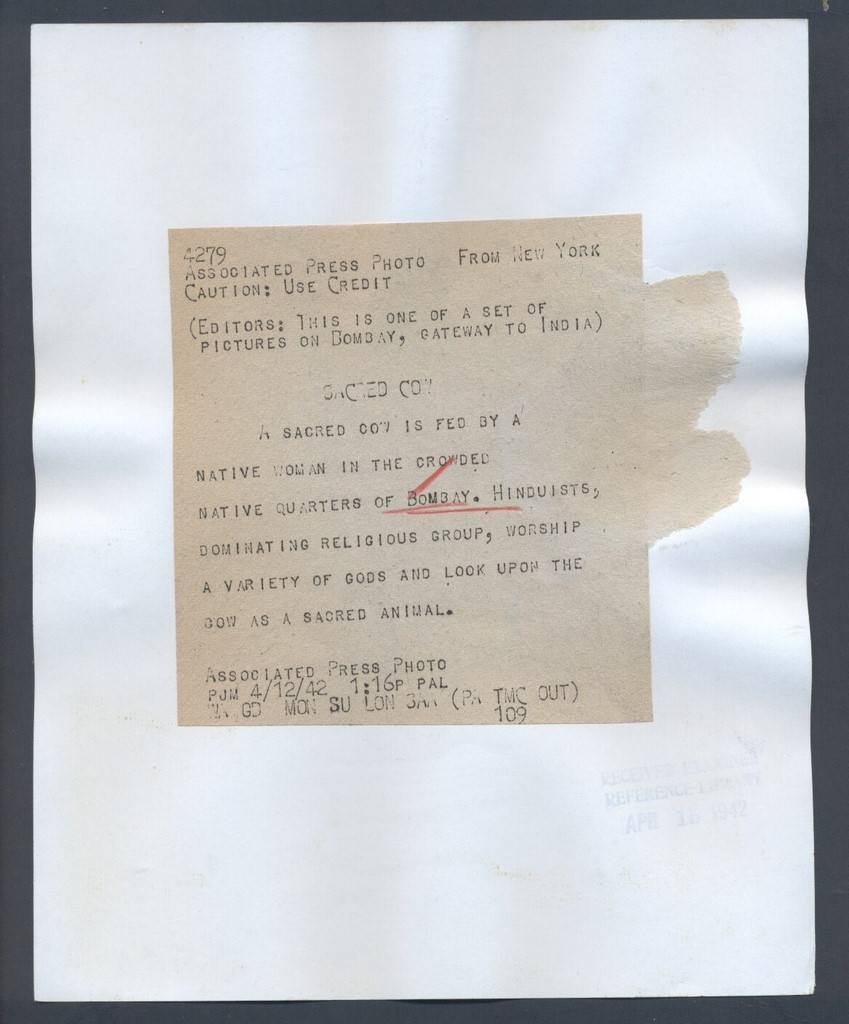 4279
ASSOCIATED PRESS PHOTO FROM NEW YORK
CAUTION: USE CREDIT
(EDITORS: THIS IS ONE OF A SET OF
PICTURES ON BOMBAY, GATEWAY TO INDIA)
SACRED COW
A SACRED COW IS FED BY A
NATIVE WOMAN IN THE CROWDED
NATIVE QUARTERS OF BOMBAY. HINDUISTS,
DOMINATING RELIGIOUS GROUP, WORSHIP
A VARIETY OF GODS AND LOOK UPON THE
COW AS A SACRED ANIMAL.
ASSOCIATED PRESS PHOTO
PJM 4/12/42 1:16P PAL
GD MON SU LON (PA TMC OUT)
109
RECEIVED EXAMINER
REFERENCE LIBRARY
APR 1942